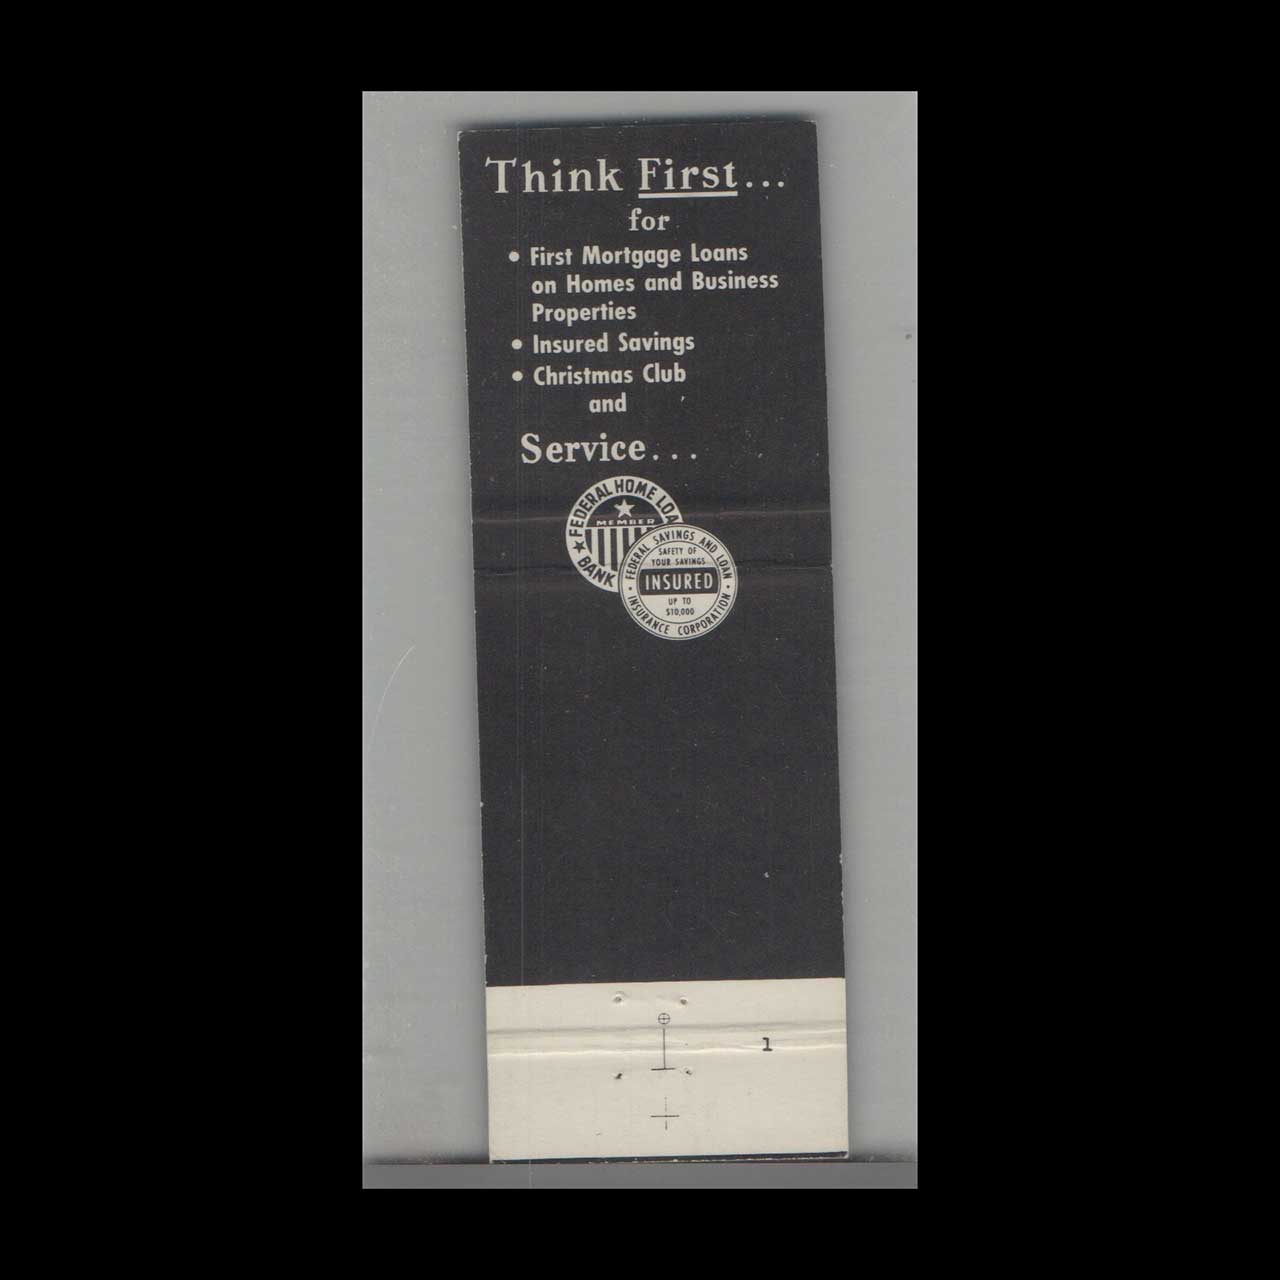 Think First...
for
• First Mortgage Loans
on Homes and Business
Properties
• Insured Savings
• Christmas Club
and
Service...
FEDERAL HOME LOA
BANK
MEMBER
FEDERAL SAVINGS AND LOAN
INSURANCE CORPORATION
SAFETY OF
YOUR SAVINGS
INSURED
UP TO
$10,000
1